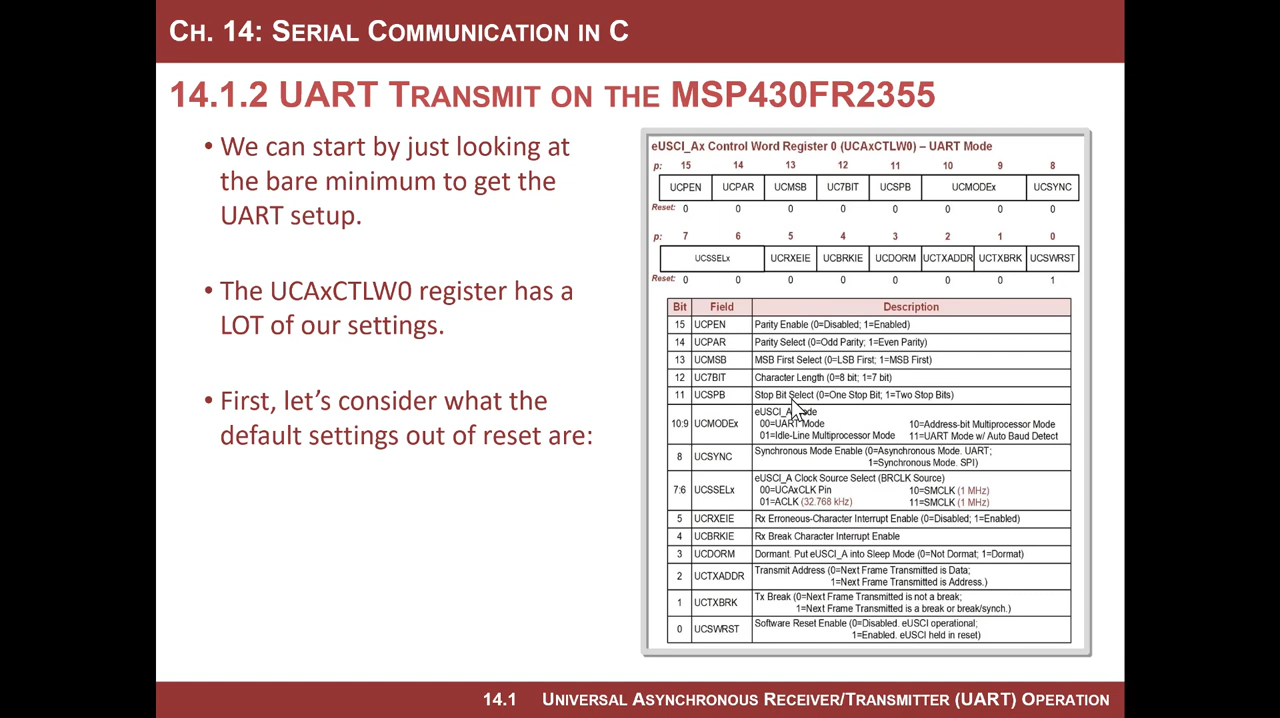 CH. 14: SERIAL COMMUNICATION IN C
14.1.2 UART TRANSMIT ON THE MSP430FR2355
• We can start by just looking at
the bare minimum to get the
UART setup.
• The UCAxCTLW0 register has a
LOT of our settings.
• First, let's consider what the
default settings out of reset are:
eUSCI_Ax Control Word Register 0 (UCAxCTLW0) – UART Mode
p: 15 14 13 12 11 10 9 8
UCPEN UCPAR UCMSB UC7BIT UCSPB UCMODEx UCSYNC
Reset: 0 0 0 0 0 0 0 0
p: 7 6 5 4 3 2 1 0
UCSSELx UCRXEIE UCBRKIE UCDORM UCTXADDR UCTXBRK UCSWRST
Reset: 0 0 0 0 0 0 0 1
Bit Field Description
15 UCPEN Parity Enable (0=Disabled; 1=Enabled)
14 UCPAR Parity Select (0=Odd Parity; 1=Even Parity)
13 UCMSB MSB First Select (0=LSB First; 1=MSB First)
12 UC7BIT Character Length (0=8 bit; 1=7 bit)
11 UCSPB Stop Bit Select (0=One Stop Bit; 1=Two Stop Bits)
10:9 UCMODEx eUSCI_A
00=UART Mode 10=Address-bit Multiprocessor Mode
01=Idle-Line Multiprocessor Mode 11=UART Mode w/ Auto Baud Detect
8 UCSYNC Synchronous Mode Enable (0=Asynchronous Mode. UART;
1=Synchronous Mode. SPI)
7:6 UCSSELx eUSCI_A Clock Source Select (BRCLK Source)
00=UCAxCLK Pin 10=SMCLK (1 MHz)
01=ACLK (32.768 kHz) 11=SMCLK (1 MHz)
5 UCRXEIE Rx Erroneous-Character Interrupt Enable (0=Disabled; 1=Enabled)
4 UCBRKIE Rx Break Character Interrupt Enable
3 UCDORM Dormant. Put eUSCI_A into Sleep Mode (0=Not Dormat; 1=Dormat)
2 UCTXADDR Transmit Address (0=Next Frame Transmitted is Data;
1=Next Frame Transmitted is Address.)
1 UCTXBRK Tx Break (0=Next Frame Transmitted is not a break;
1=Next Frame Transmitted is a break or break/synch.)
0 UCSWRST Software Reset Enable (0=Disabled. eUSCI operational;
1=Enabled. eUSCI held in reset)
14.1 UNIVERSAL ASYNCHRONOUS RECEIVER/TRANSMITTER (UART) OPERATION